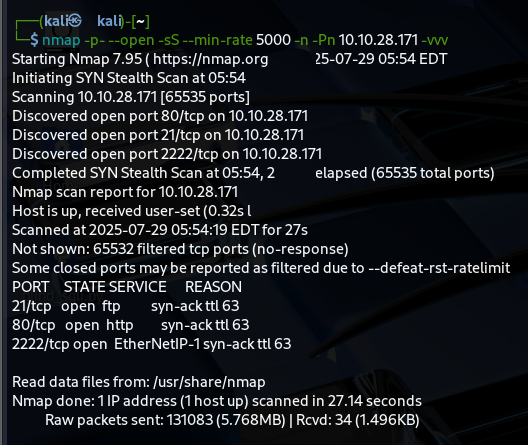 ┌──(kali㉿ kali)-[~]
└─$ nmap -p- --open -sS --min-rate 5000 -n -Pn 10.10.28.171 -vvv
Starting Nmap 7.95 ( https://nmap.org 25-07-29 05:54 EDT
Initiating SYN Stealth Scan at 05:54
Scanning 10.10.28.171 [65535 ports]
Discovered open port 80/tcp on 10.10.28.171
Discovered open port 21/tcp on 10.10.28.171
Discovered open port 2222/tcp on 10.10.28.171
Completed SYN Stealth Scan at 05:54, 2 elapsed (65535 total ports)
Nmap scan report for 10.10.28.171
Host is up, received user-set (0.32s l
Scanned at 2025-07-29 05:54:19 EDT for 27s
Not shown: 65532 filtered tcp ports (no-response)
Some closed ports may be reported as filtered due to --defeat-rst-ratelimit
PORT STATE SERVICE REASON
21/tcp open ftp syn-ack ttl 63
80/tcp open http syn-ack ttl 63
2222/tcp open EtherNetIP-1 syn-ack ttl 63
Read data files from: /usr/share/nmap
Nmap done: 1 IP address (1 host up) scanned in 27.14 seconds
Raw packets sent: 131083 (5.768MB) | Rcvd: 34 (1.496KB)